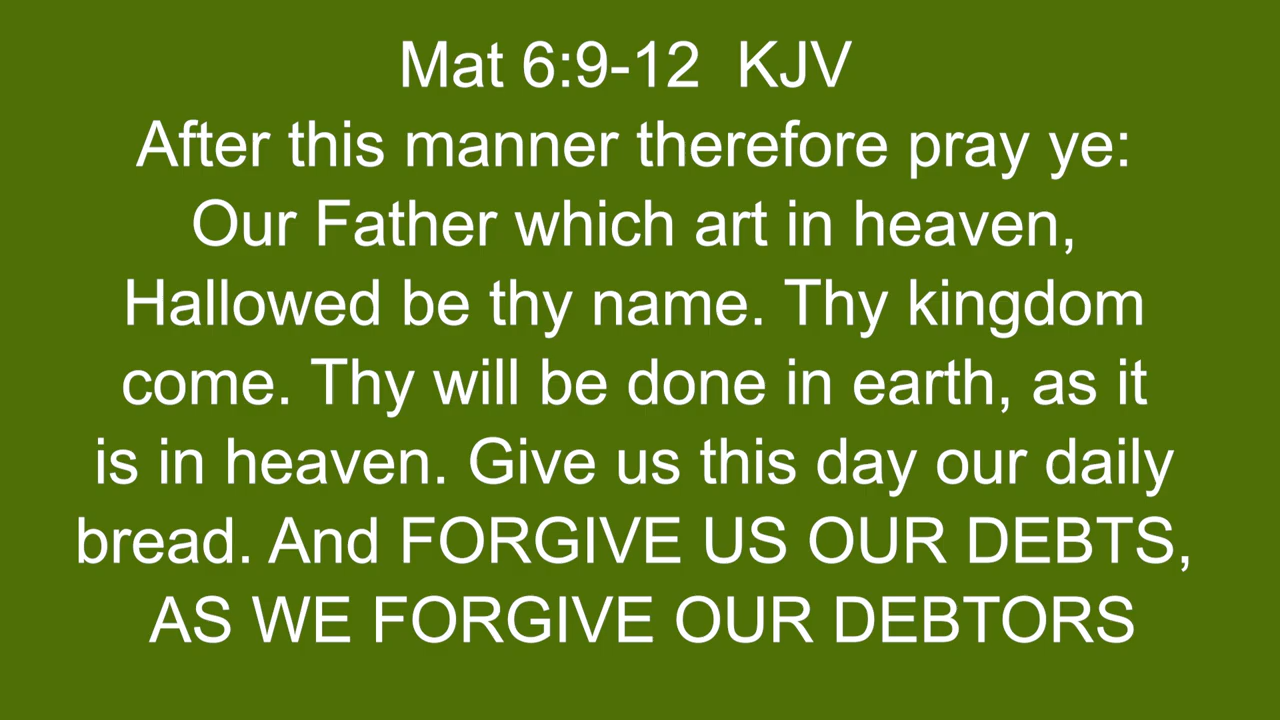 Mat 6:9-12  KJV
After this manner therefore pray ye:
Our Father which art in heaven,
Hallowed be thy name. Thy kingdom
come. Thy will be done in earth, as it
is in heaven. Give us this day our daily
bread. And FORGIVE US OUR DEBTS,
AS WE FORGIVE OUR DEBTORS